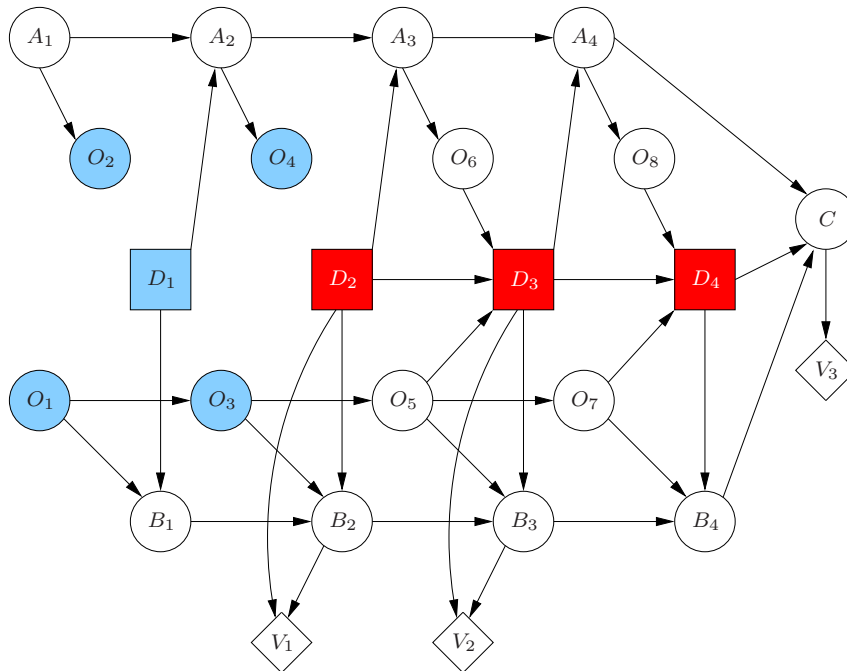 A1 A2 A3 A4
O2 O4 O6 O8
C
D1 D2 D3 D4
V3
O1 O3 O5 O7
B1 B2 B3 B4
V1 V2